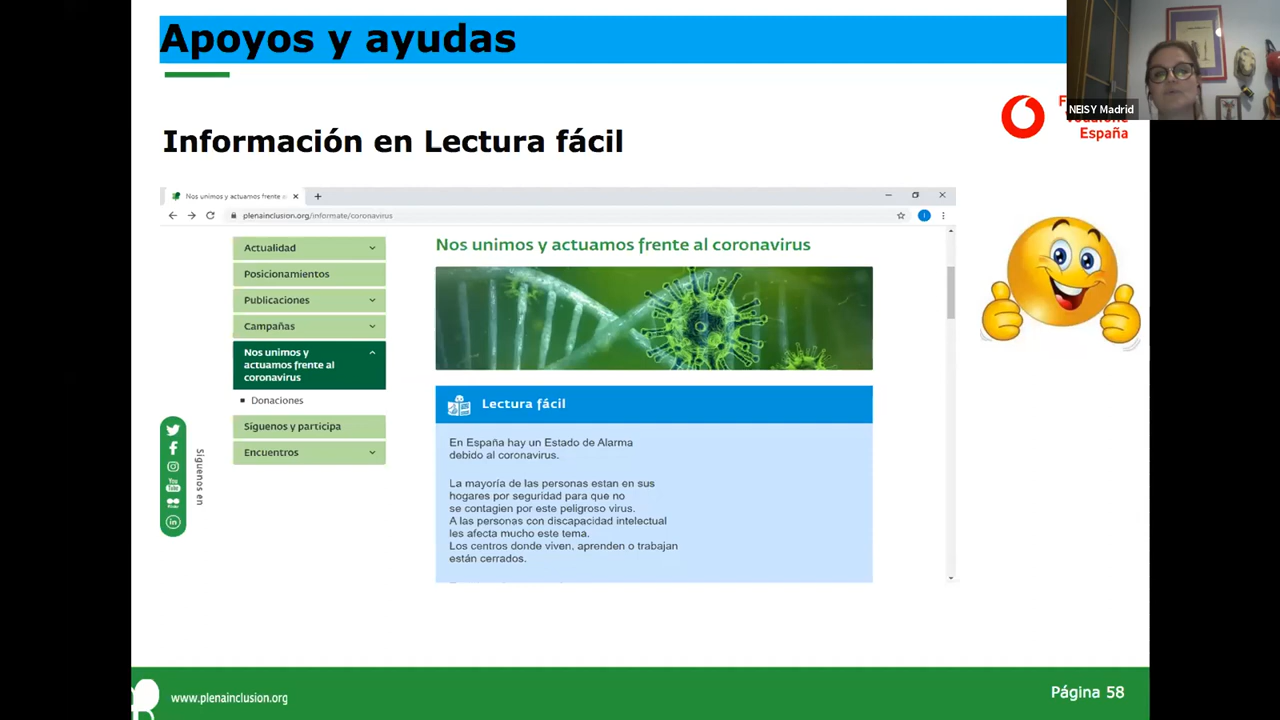 Apoyos y ayudas
NEISY Madrid
España
Información en Lectura fácil
Nos unimos y actuamos frente
plenainclusion.org/informate/coronavirus
Actualidad
Posicionamientos
Publicaciones
Campañas
Nos unimos y
actuamos frente al
coronavirus
Donaciones
Síguenos y participa
Encuentros
Síguenos en
You
Tube
flickr
Nos unimos y actuamos frente al coronavirus
Lectura fácil
En España hay un Estado de Alarma
debido al coronavirus.
La mayoría de las personas estan en sus
hogares por seguridad para que no
se contagien por este peligroso virus.
A las personas con discapacidad intelectual
les afecta mucho este tema.
Los centros donde viven, aprenden o trabajan
están cerrados.
www.plenainclusion.org
Página 58